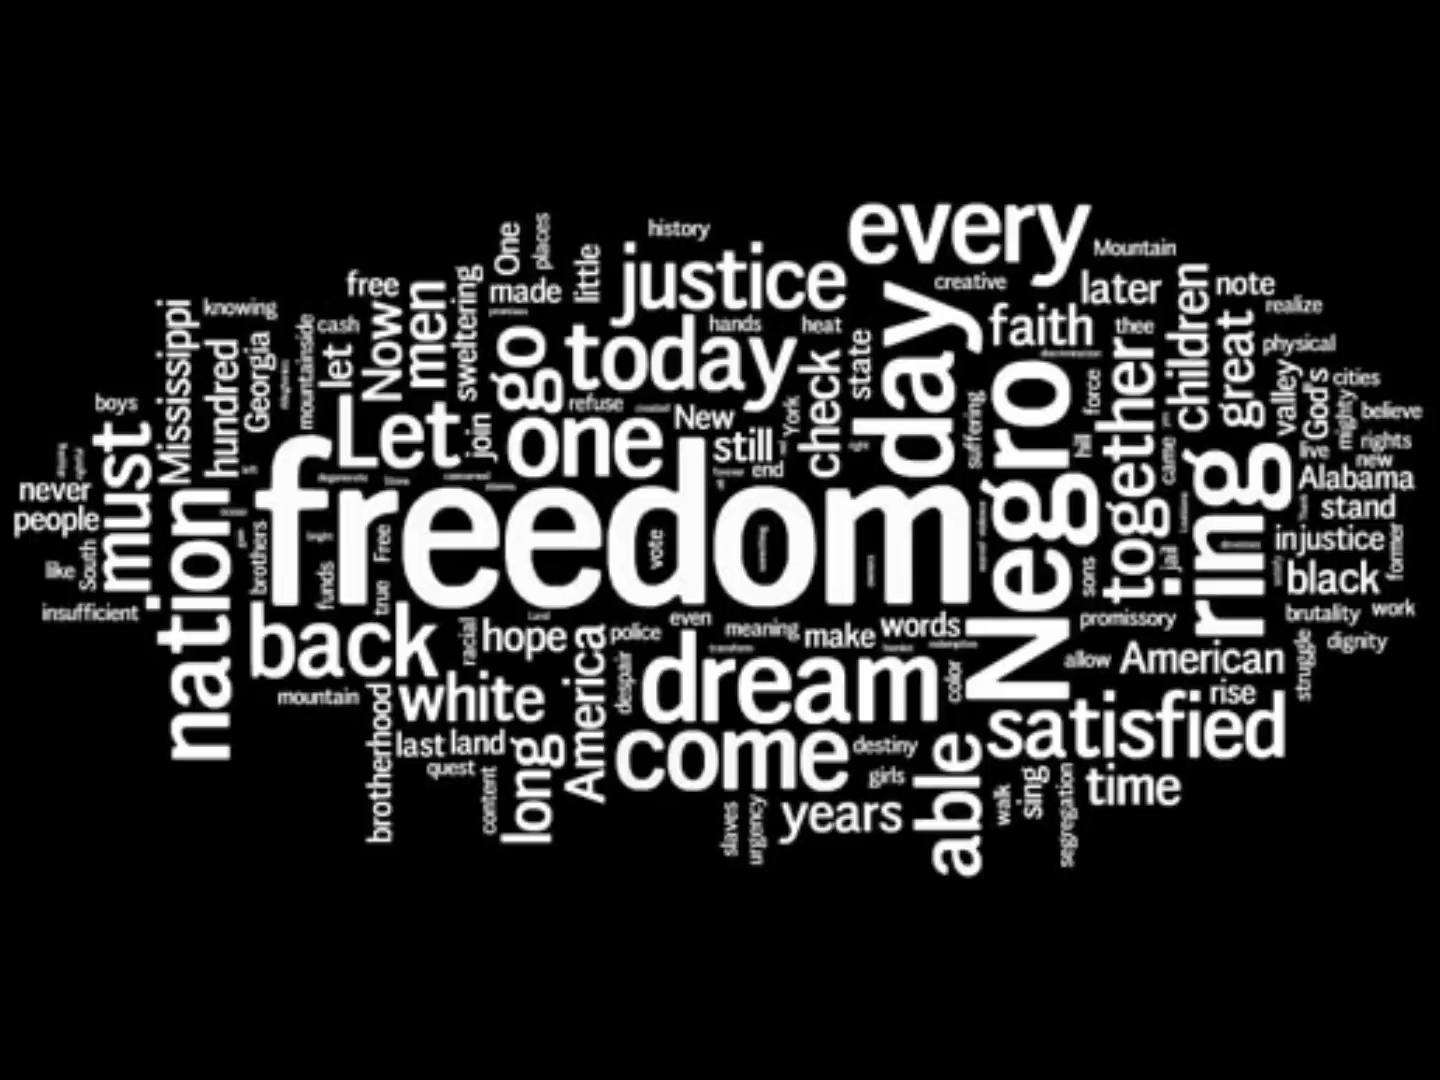 every
history
One
places
little
justice
Mountain
free
Now
men
sweltering
made
creative
later
children
note
realize
Mississippi
knowing
mountainside
cash
let
go
today
hands
heat
day
faith
thee
great
physical
hundred
Georgia
check
state
Negro
force
together
valley
God's
cities
mighty
believe
boys
must
Let
join
one
refuse
New
York
still
end
suffering
hill
came
ring
live
rights
new
Alabama
never
people
nation
freedom
stand
injustice
former
like
South
brothers
funds
Free
true
vote
sons
jail
black
insufficient
back
racial
hope
police
even
meaning
make
words
promissory
brutality
work
dignity
mountain
white
America
despair
dream
color
allow
American
rise
struggle
brotherhood
last
land
quest
content
long
come
destiny
girls
able
satisfied
time
slaves
urgency
years
walk
sing
segregation